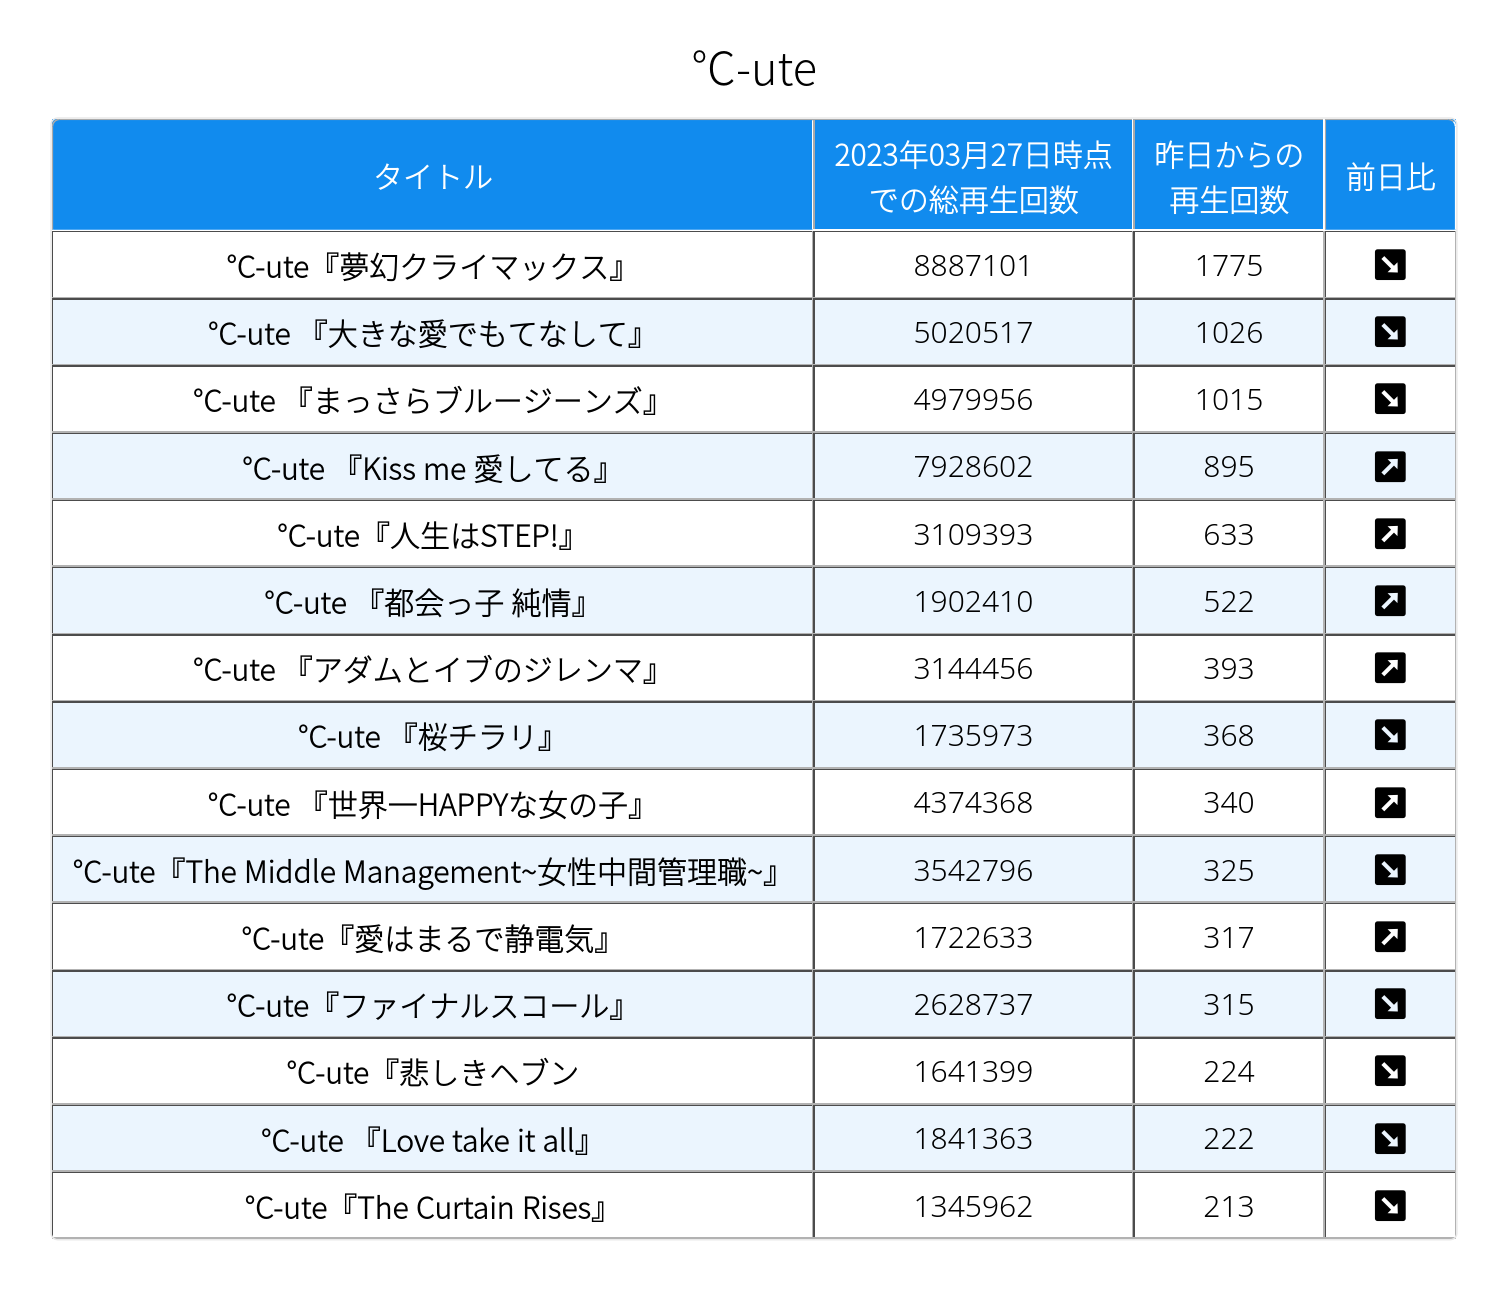 ℃-ute
タイトル
2023年03月27日時点
での総再生回数
昨日からの
再生回数
前日比
℃-ute『夢幻クライマックス』 8887101 1775 ↘
℃-ute 『大きな愛でもてなして』 5020517 1026 ↘
℃-ute 『まっさらブルージーンズ』 4979956 1015 ↘
℃-ute 『Kiss me 愛してる』 7928602 895 ↗
℃-ute『人生はSTEP!』 3109393 633 ↗
℃-ute 『都会っ子 純情』 1902410 522 ↗
℃-ute 『アダムとイブのジレンマ』 3144456 393 ↗
℃-ute 『桜チラリ』 1735973 368 ↘
℃-ute 『世界一HAPPYな女の子』 4374368 340 ↗
℃-ute『The Middle Management~女性中間管理職~』 3542796 325 ↘
℃-ute『愛はまるで静電気』 1722633 317 ↗
℃-ute『ファイナルスコール』 2628737 315 ↘
℃-ute『悲しきヘブン 1641399 224 ↘
℃-ute 『Love take it all』 1841363 222 ↘
℃-ute『The Curtain Rises』 1345962 213 ↘